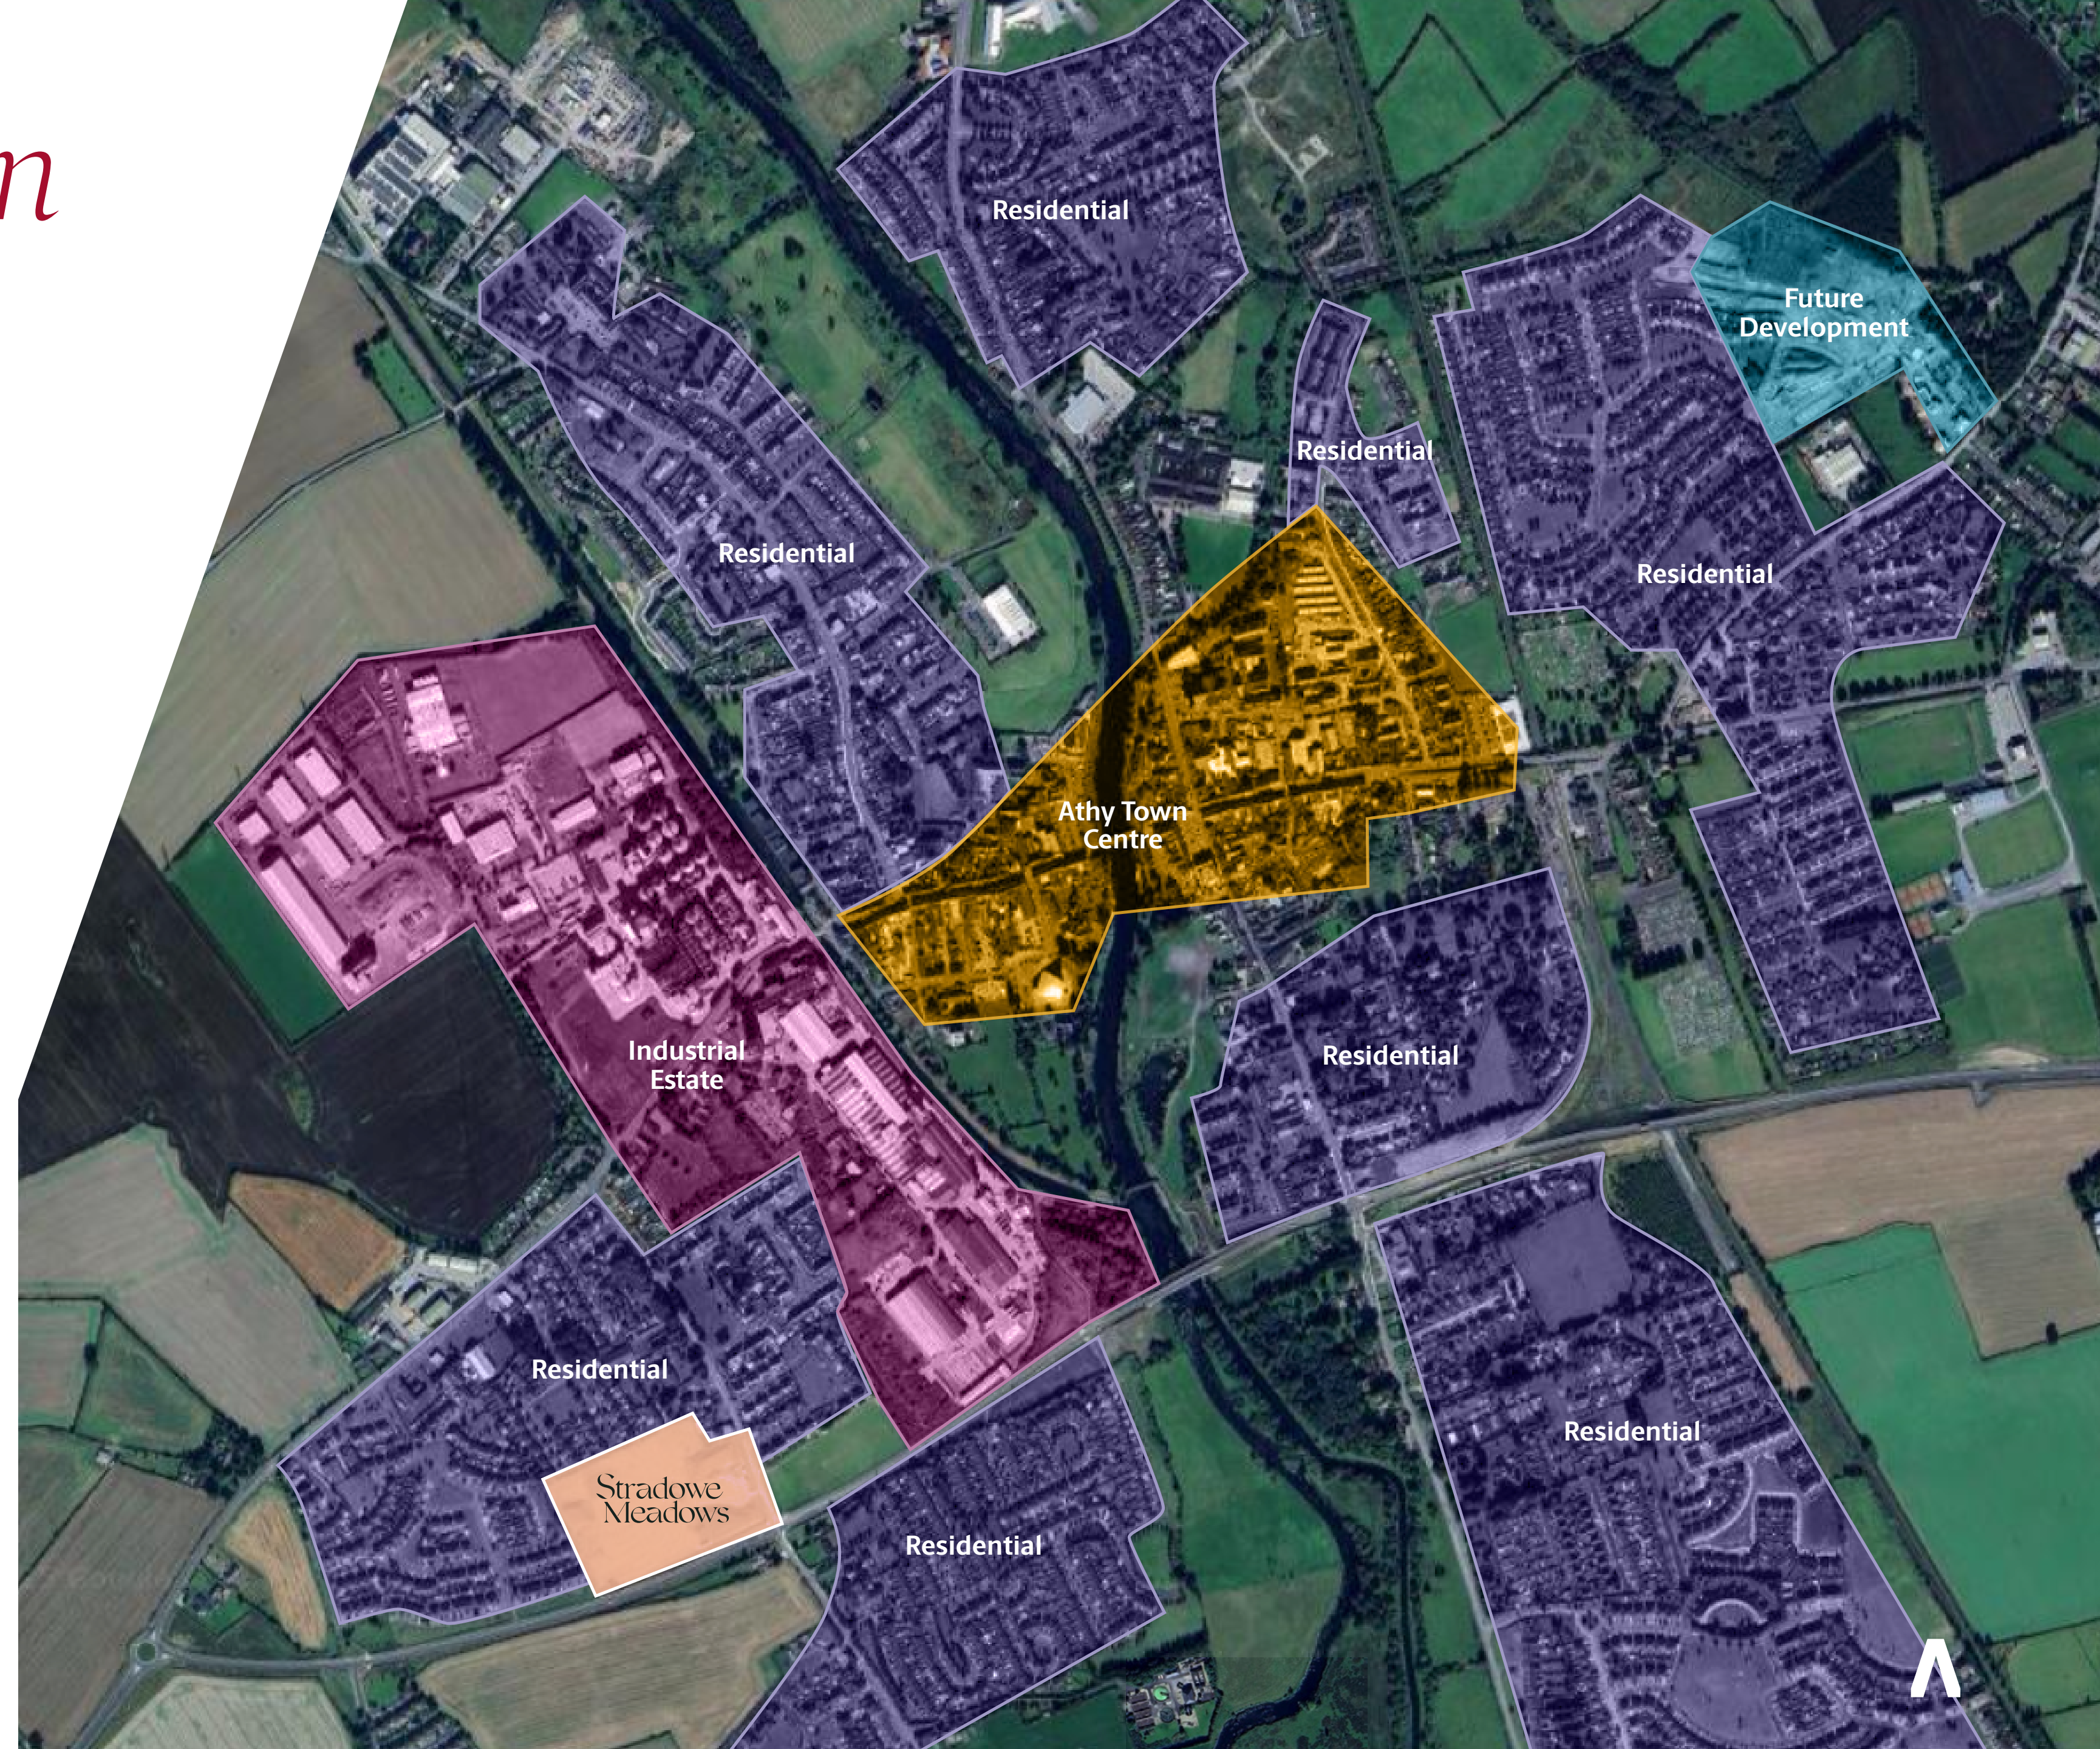 n
Residential
Future
Development
Residential
Residential
Residential
Athy Town
Centre
Industrial
Estate
Residential
Residential
Stradowe
Meadows
Residential
Residential